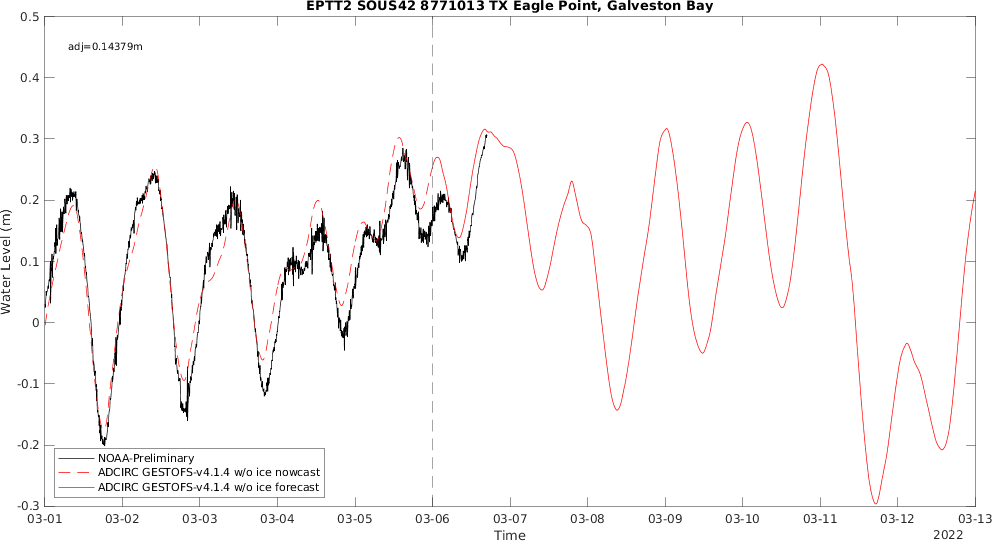 EPTT2 SOUS42 8771013 TX Eagle Point, Galveston Bay
0.5
adj=0.14379m
0.4
0.3
0.2
0.1
0
-0.1
-0.2
-0.3
Water Level (m)
NOAA-Preliminary
ADCIRC GESTOFS-v4.1.4 w/o ice nowcast
ADCIRC GESTOFS-v4.1.4 w/o ice forecast
03-01 03-02 03-03 03-04 03-05 03-06 03-07 03-08 03-09 03-10 03-11 03-12 03-13
Time
2022